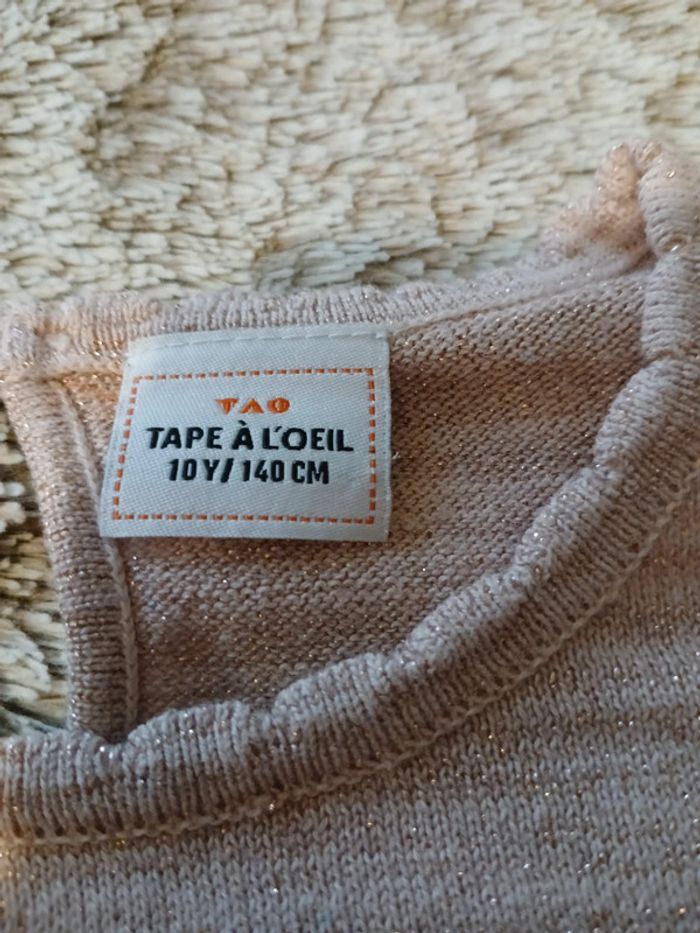 TAO
TAPE À L'OEIL
10 Y/ 140 CM